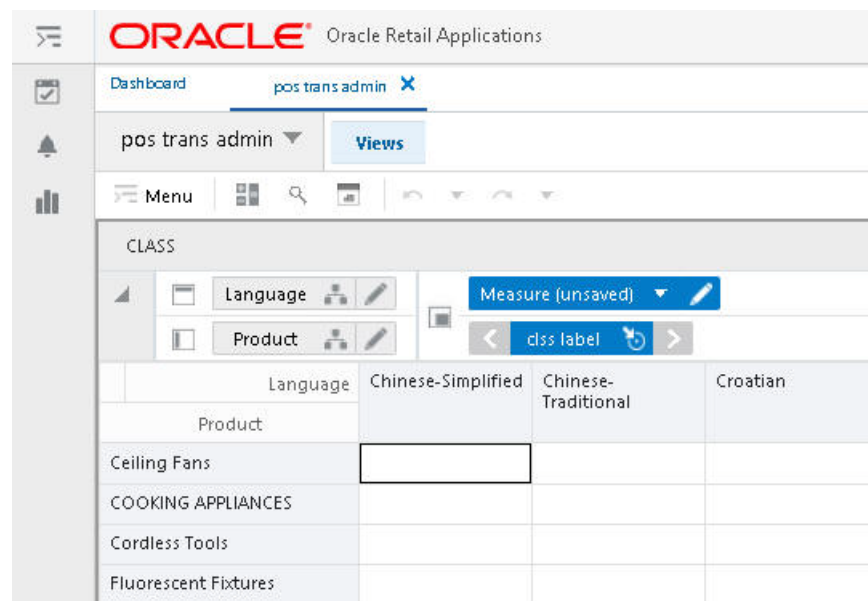 ORACLE® Oracle Retail Applications
Dashboard pos trans admin
pos trans admin Views
Menu
CLASS
Language Measure (unsaved)
Product clss label
Language Chinese-Simplified Chinese-Traditional Croatian
Product
Ceiling Fans
COOKING APPLIANCES
Cordless Tools
Fluorescent Fixtures